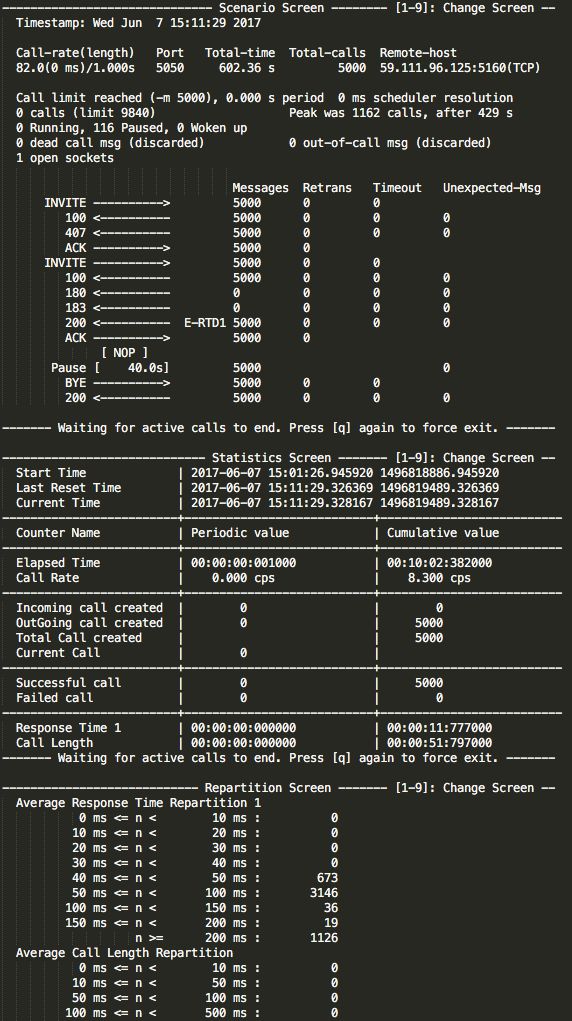 ------------------------------ Scenario Screen -------- [1-9]: Change Screen --
  Timestamp: Wed Jun  7 15:11:29 2017

  Call-rate(length)   Port   Total-time  Total-calls  Remote-host
  82.0(0 ms)/1.000s   5050     602.36 s         5000  59.111.96.125:5160(TCP)

  Call limit reached (-m 5000), 0.000 s period  0 ms scheduler resolution
  0 calls (limit 9840)                   Peak was 1162 calls, after 429 s
  0 Running, 116 Paused, 0 Woken up
  0 dead call msg (discarded)            0 out-of-call msg (discarded)
  1 open sockets

                                 Messages  Retrans   Timeout   Unexpected-Msg
      INVITE ---------->         5000      0         0
         100 <----------         5000      0         0         0
         407 <----------         5000      0         0         0
         ACK ---------->         5000      0
      INVITE ---------->         5000      0         0
         100 <----------         5000      0         0         0
         180 <----------         0         0         0         0
         183 <----------         0         0         0         0
         200 <----------  E-RTD1 5000      0         0         0
         ACK ---------->         5000      0
              [ NOP ]
       Pause [    40.0s]         5000                          0
         BYE ---------->         5000      0         0
         200 <----------         5000      0         0         0

------- Waiting for active calls to end. Press [q] again to force exit. -------

----------------------------- Statistics Screen ------- [1-9]: Change Screen --
  Start Time             | 2017-06-07 15:01:26.945920 1496818886.945920
  Last Reset Time        | 2017-06-07 15:11:29.326369 1496819489.326369
  Current Time           | 2017-06-07 15:11:29.328167 1496819489.328167
-------------------------+---------------------------+--------------------------
  Counter Name           | Periodic value            | Cumulative value
-------------------------+---------------------------+--------------------------
  Elapsed Time           | 00:00:00:001000           | 00:10:02:382000
  Call Rate              |    0.000 cps              |    8.300 cps
-------------------------+---------------------------+--------------------------
  Incoming call created  |        0                  |        0
  OutGoing call created  |        0                  |     5000
  Total Call created     |                           |     5000
  Current Call           |        0                  |
-------------------------+---------------------------+--------------------------
  Successful call        |        0                  |     5000
  Failed call            |        0                  |        0
-------------------------+---------------------------+--------------------------
  Response Time 1        | 00:00:00:000000           | 00:00:11:777000
  Call Length            | 00:00:00:000000           | 00:00:51:797000
------- Waiting for active calls to end. Press [q] again to force exit. -------

---------------------------- Repartition Screen ------- [1-9]: Change Screen --
  Average Response Time Repartition 1
           0 ms <= n <         10 ms :          0
          10 ms <= n <         20 ms :          0
          20 ms <= n <         30 ms :          0
          30 ms <= n <         40 ms :          0
          40 ms <= n <         50 ms :        673
          50 ms <= n <        100 ms :       3146
         100 ms <= n <        150 ms :         36
         150 ms <= n <        200 ms :         19
                   n >=       200 ms :       1126
  Average Call Length Repartition
           0 ms <= n <         10 ms :          0
          10 ms <= n <         50 ms :          0
          50 ms <= n <        100 ms :          0
         100 ms <= n <        500 ms :          0